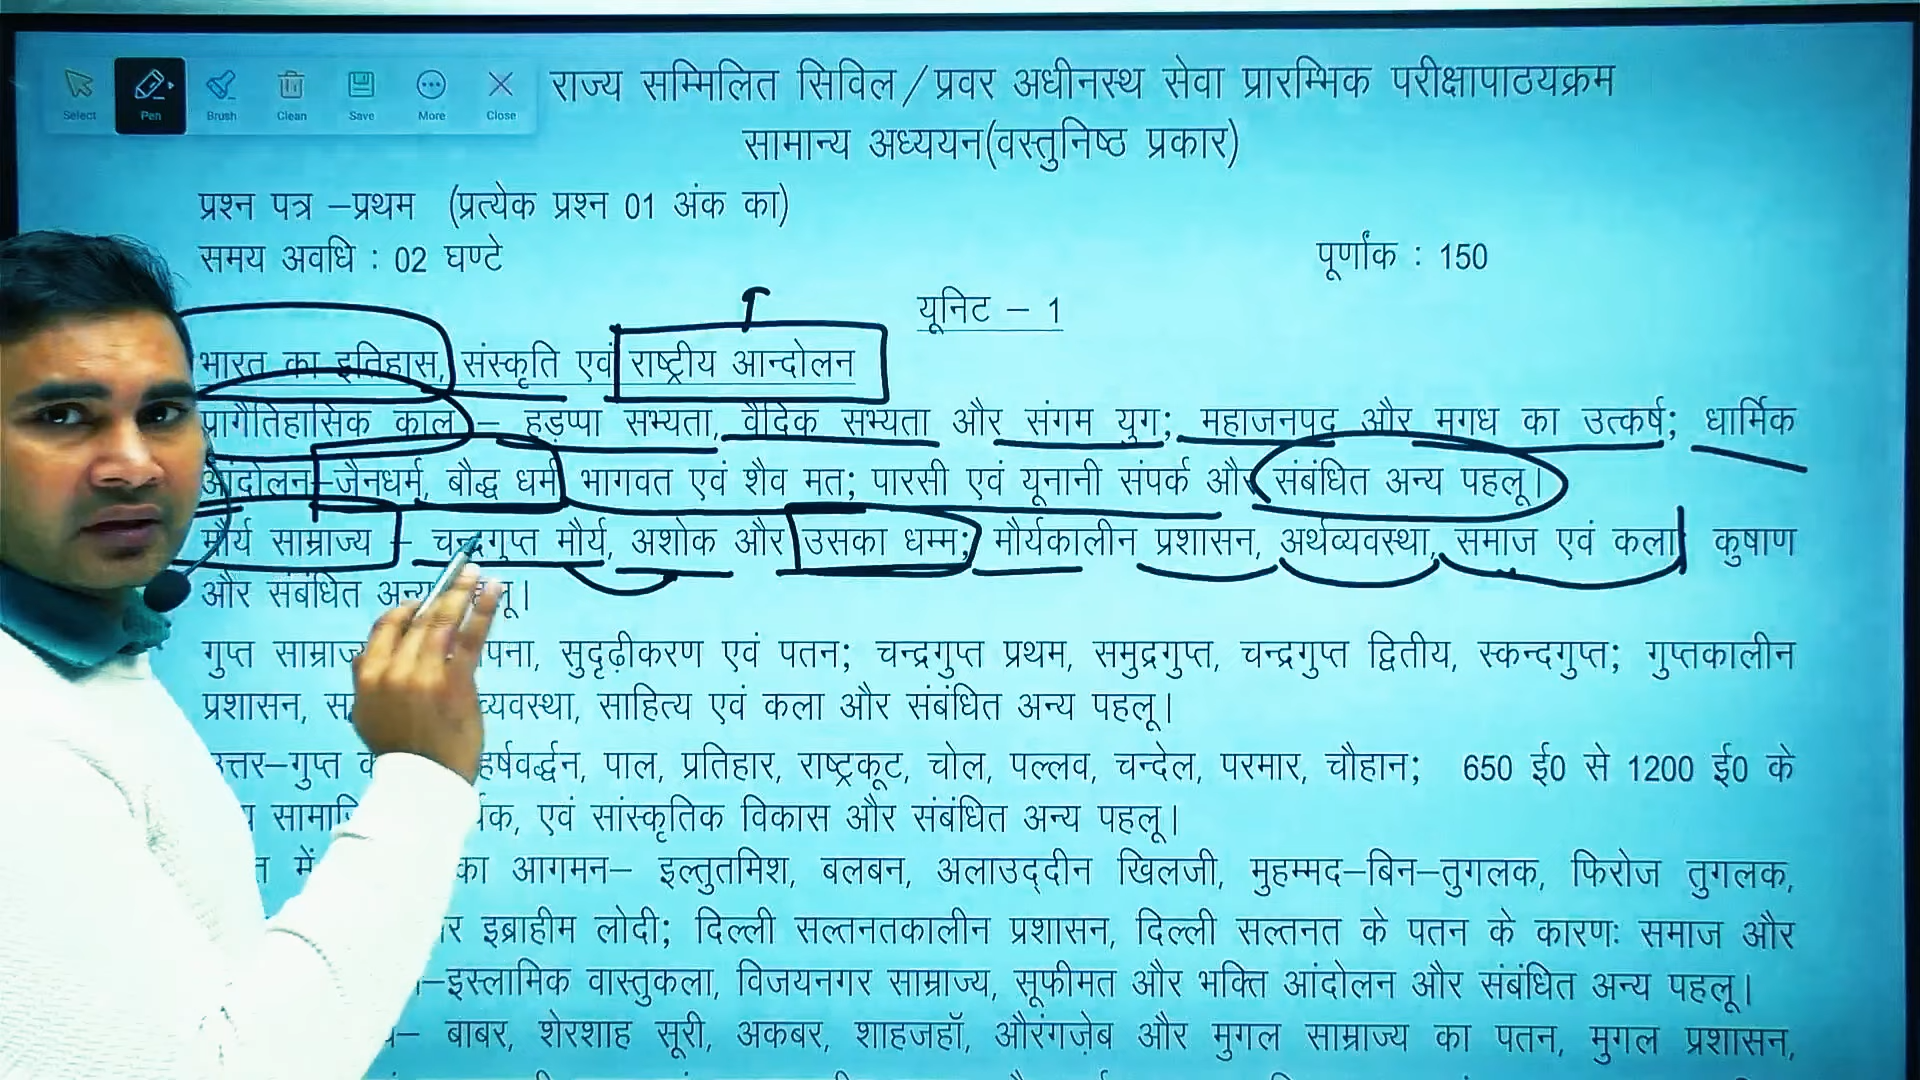 Select Pen Brush Clean Save More Close
राज्य सम्मिलित सिविल/प्रवर अधीनस्थ सेवा प्रारम्भिक परीक्षापाठयक्रम
सामान्य अध्ययन(वस्तुनिष्ठ प्रकार)
प्रश्न पत्र –प्रथम (प्रत्येक प्रश्न 01 अंक का)
समय अवधि : 02 घण्टे पूर्णांक : 150
यूनिट – 1
भारत का इतिहास, संस्कृति एवं राष्ट्रीय आन्दोलन
प्रागैतिहासिक काल – हड़प्पा सभ्यता, वैदिक सभ्यता और संगम युग; महाजनपद और मगध का उत्कर्ष; धार्मिक
आंदोलन–जैनधर्म, बौद्ध धर्म भागवत एवं शैव मत; पारसी एवं यूनानी संपर्क और संबंधित अन्य पहलू।
मौर्य साम्राज्य – चन्द्रगुप्त मौर्य, अशोक और उसका धम्म; मौर्यकालीन प्रशासन, अर्थव्यवस्था, समाज एवं कला कुषाण
और संबंधित अन्य
गुप्त सुदृढ़ीकरण एवं पतन; चन्द्रगुप्त प्रथम, समुद्रगुप्त, चन्द्रगुप्त द्वितीय, स्कन्दगुप्त; गुप्तकालीन
प्रशासन, साहित्य एवं कला और संबंधित अन्य पहलू।
हर्षवर्द्धन, पाल, प्रतिहार, राष्ट्रकूट, चोल, पल्लव, चन्देल, परमार, चौहान; 650 ई0 से 1200 ई0 के
एवं सांस्कृतिक विकास और संबंधित अन्य पहलू।
में का आगमन– इल्तुतमिश, बलबन, अलाउद्दीन खिलजी, मुहम्मद–बिन–तुगलक, फिरोज तुगलक,
इब्राहीम लोदी; दिल्ली सल्तनतकालीन प्रशासन, दिल्ली सल्तनत के पतन के कारणः समाज और
–इस्लामिक वास्तुकला, विजयनगर साम्राज्य, सूफीमत और भक्ति आंदोलन और संबंधित अन्य पहलू।
– बाबर, शेरशाह सूरी, अकबर, शाहजहॉ, औरंगज़ेब और मुगल साम्राज्य का पतन, मुगल प्रशासन,